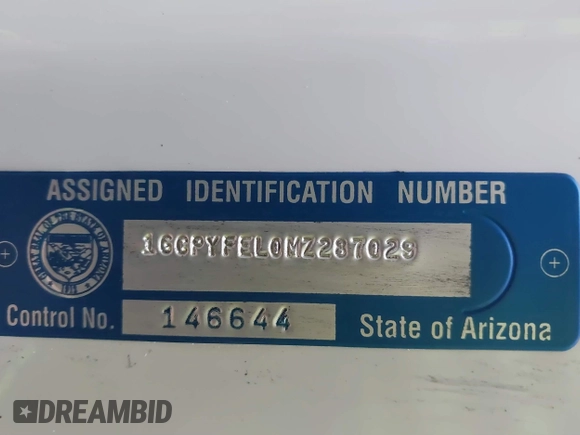 ASSIGNED IDENTIFICATION NUMBER
1GCPYFEL0MZ287029
Control No. 146644 State of Arizona
DREAMBID